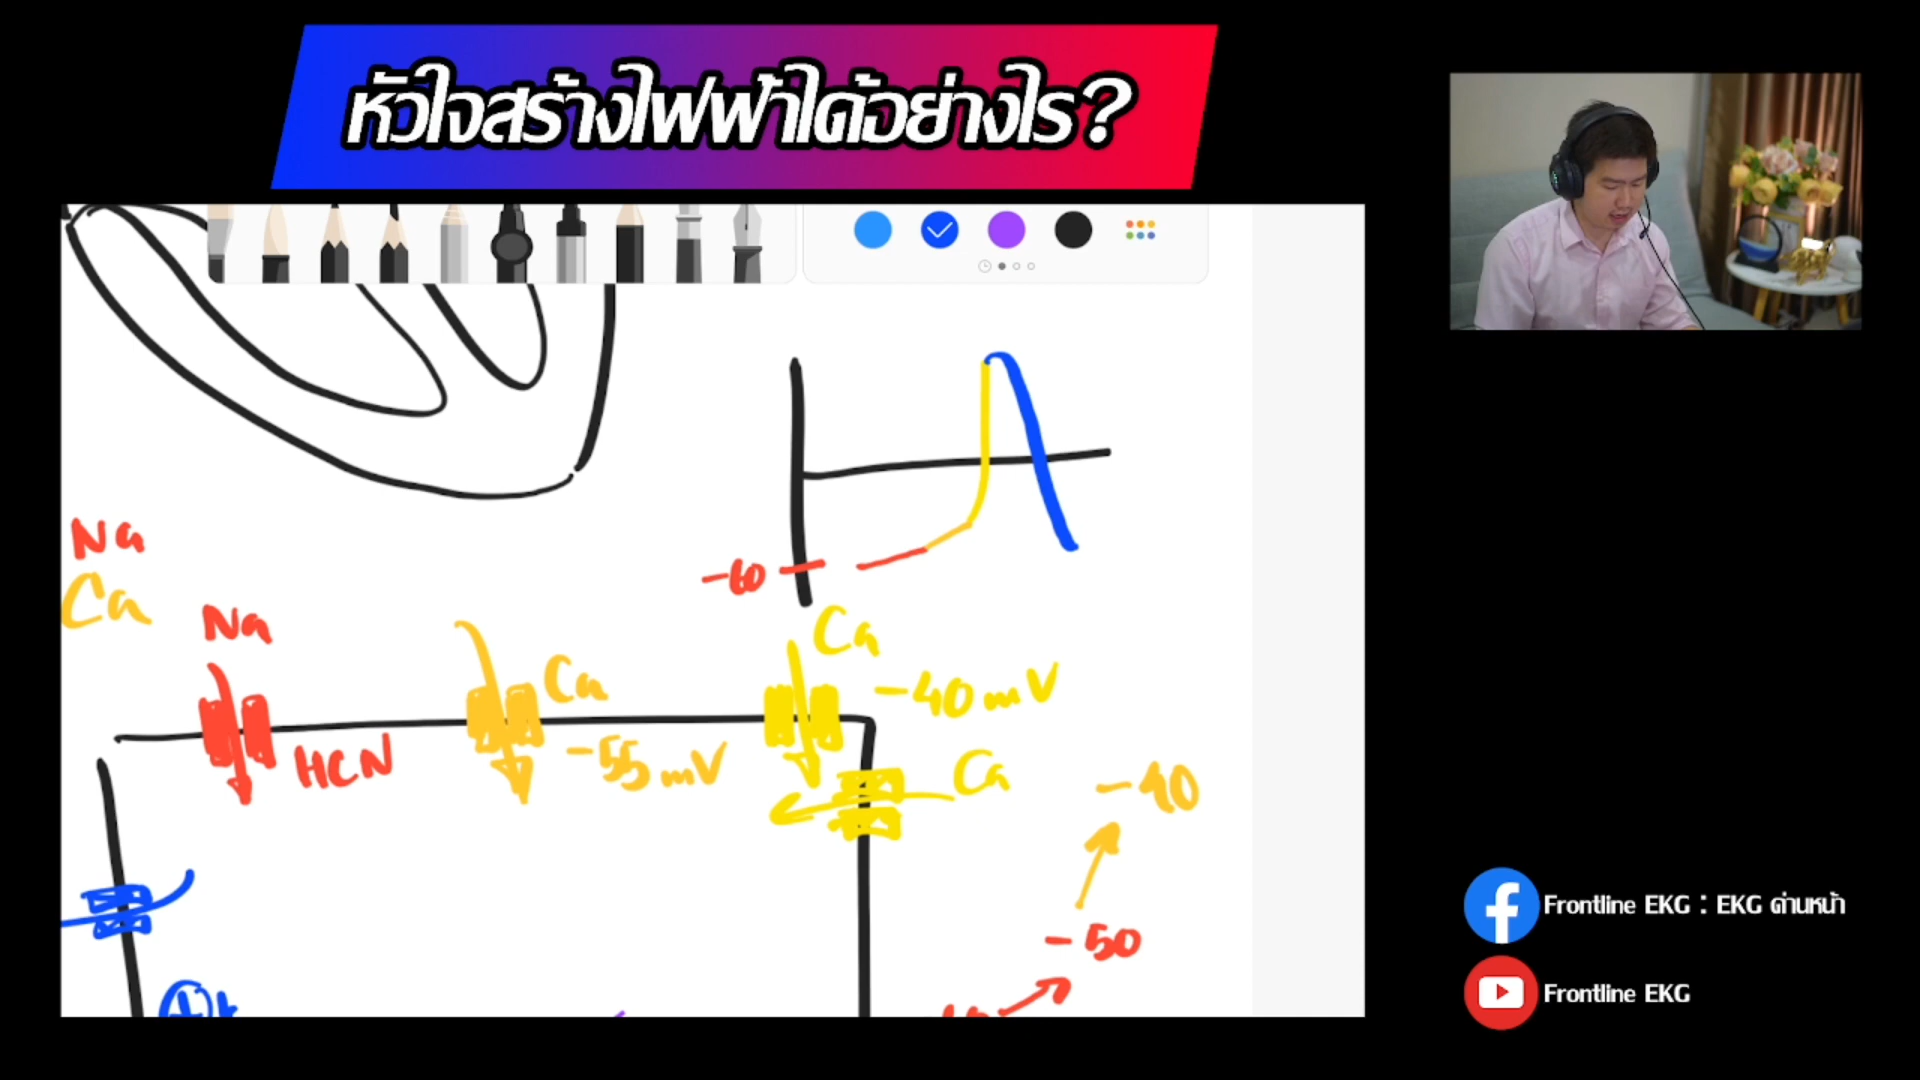 หัวใจสร้างไฟฟ้าได้อย่างไร?
-60
Na
Ca
Na
HCN
Ca
-55 mV
Ca
-40 mV
Ca
-40
-50
Frontline EKG : EKG ด่านหน้า
Frontline EKG